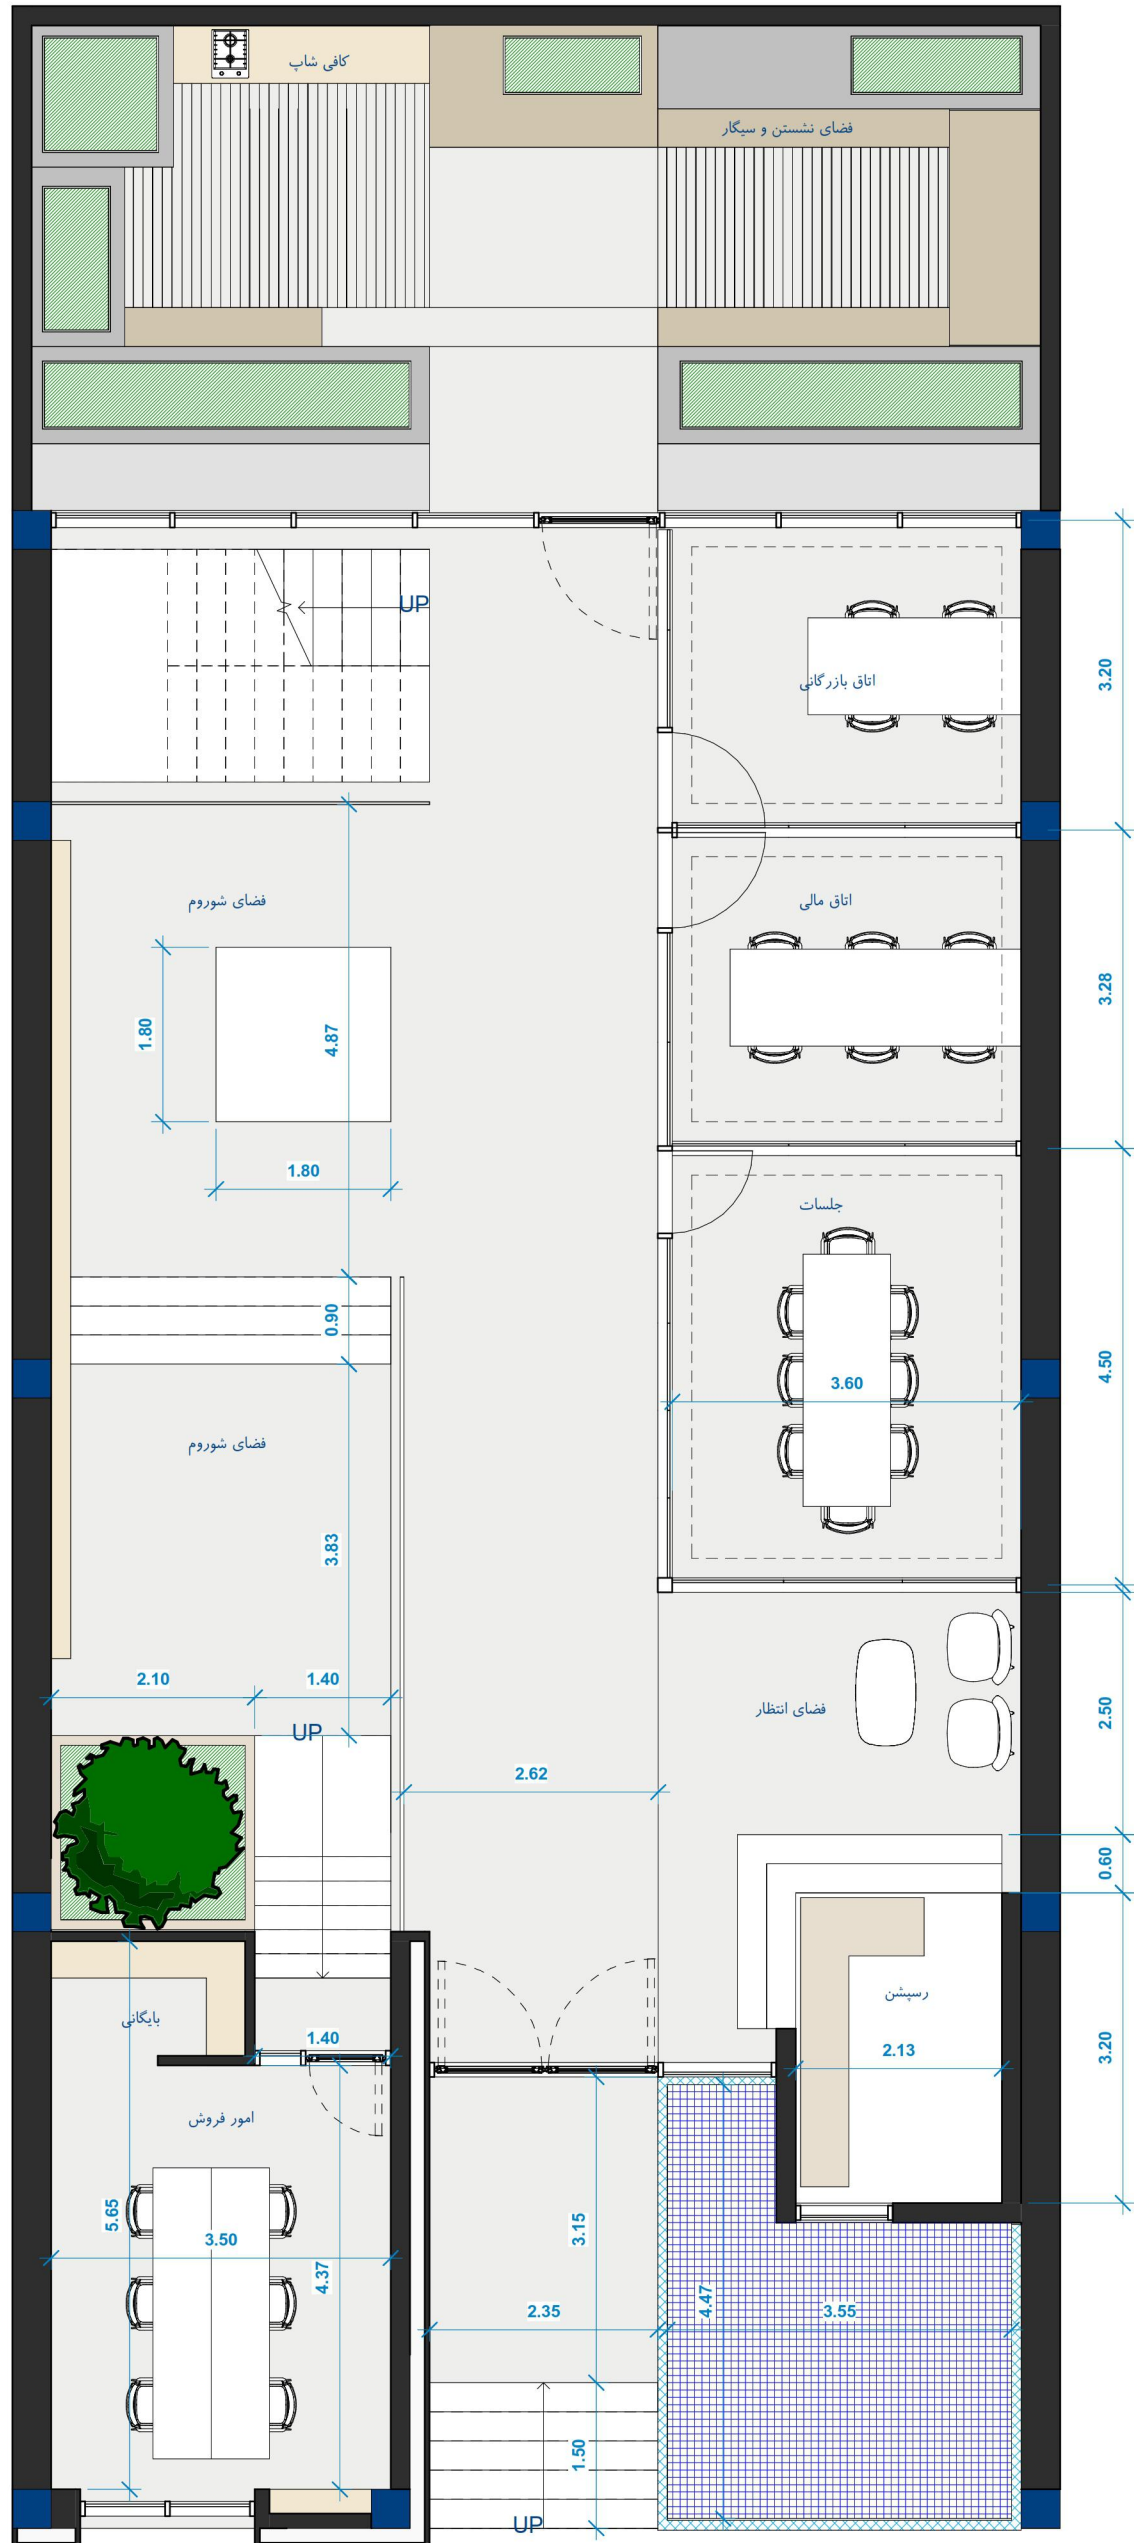 کافی شاپ
فضای نشستن و سیگار
UP
3.20
اتاق بازرگانی
فضای شوروم
اتاق مالی
3.28
1.80
4.87
1.80
جلسات
0.90
4.50
3.60
فضای شوروم
3.83
2.10
1.40
فضای انتظار
2.50
UP
2.62
0.60
رسپشن
بایگانی
1.40
2.13
3.20
امور فروش
5.65
3.50
4.37
3.15
4.47
2.35
3.55
1.50
UP